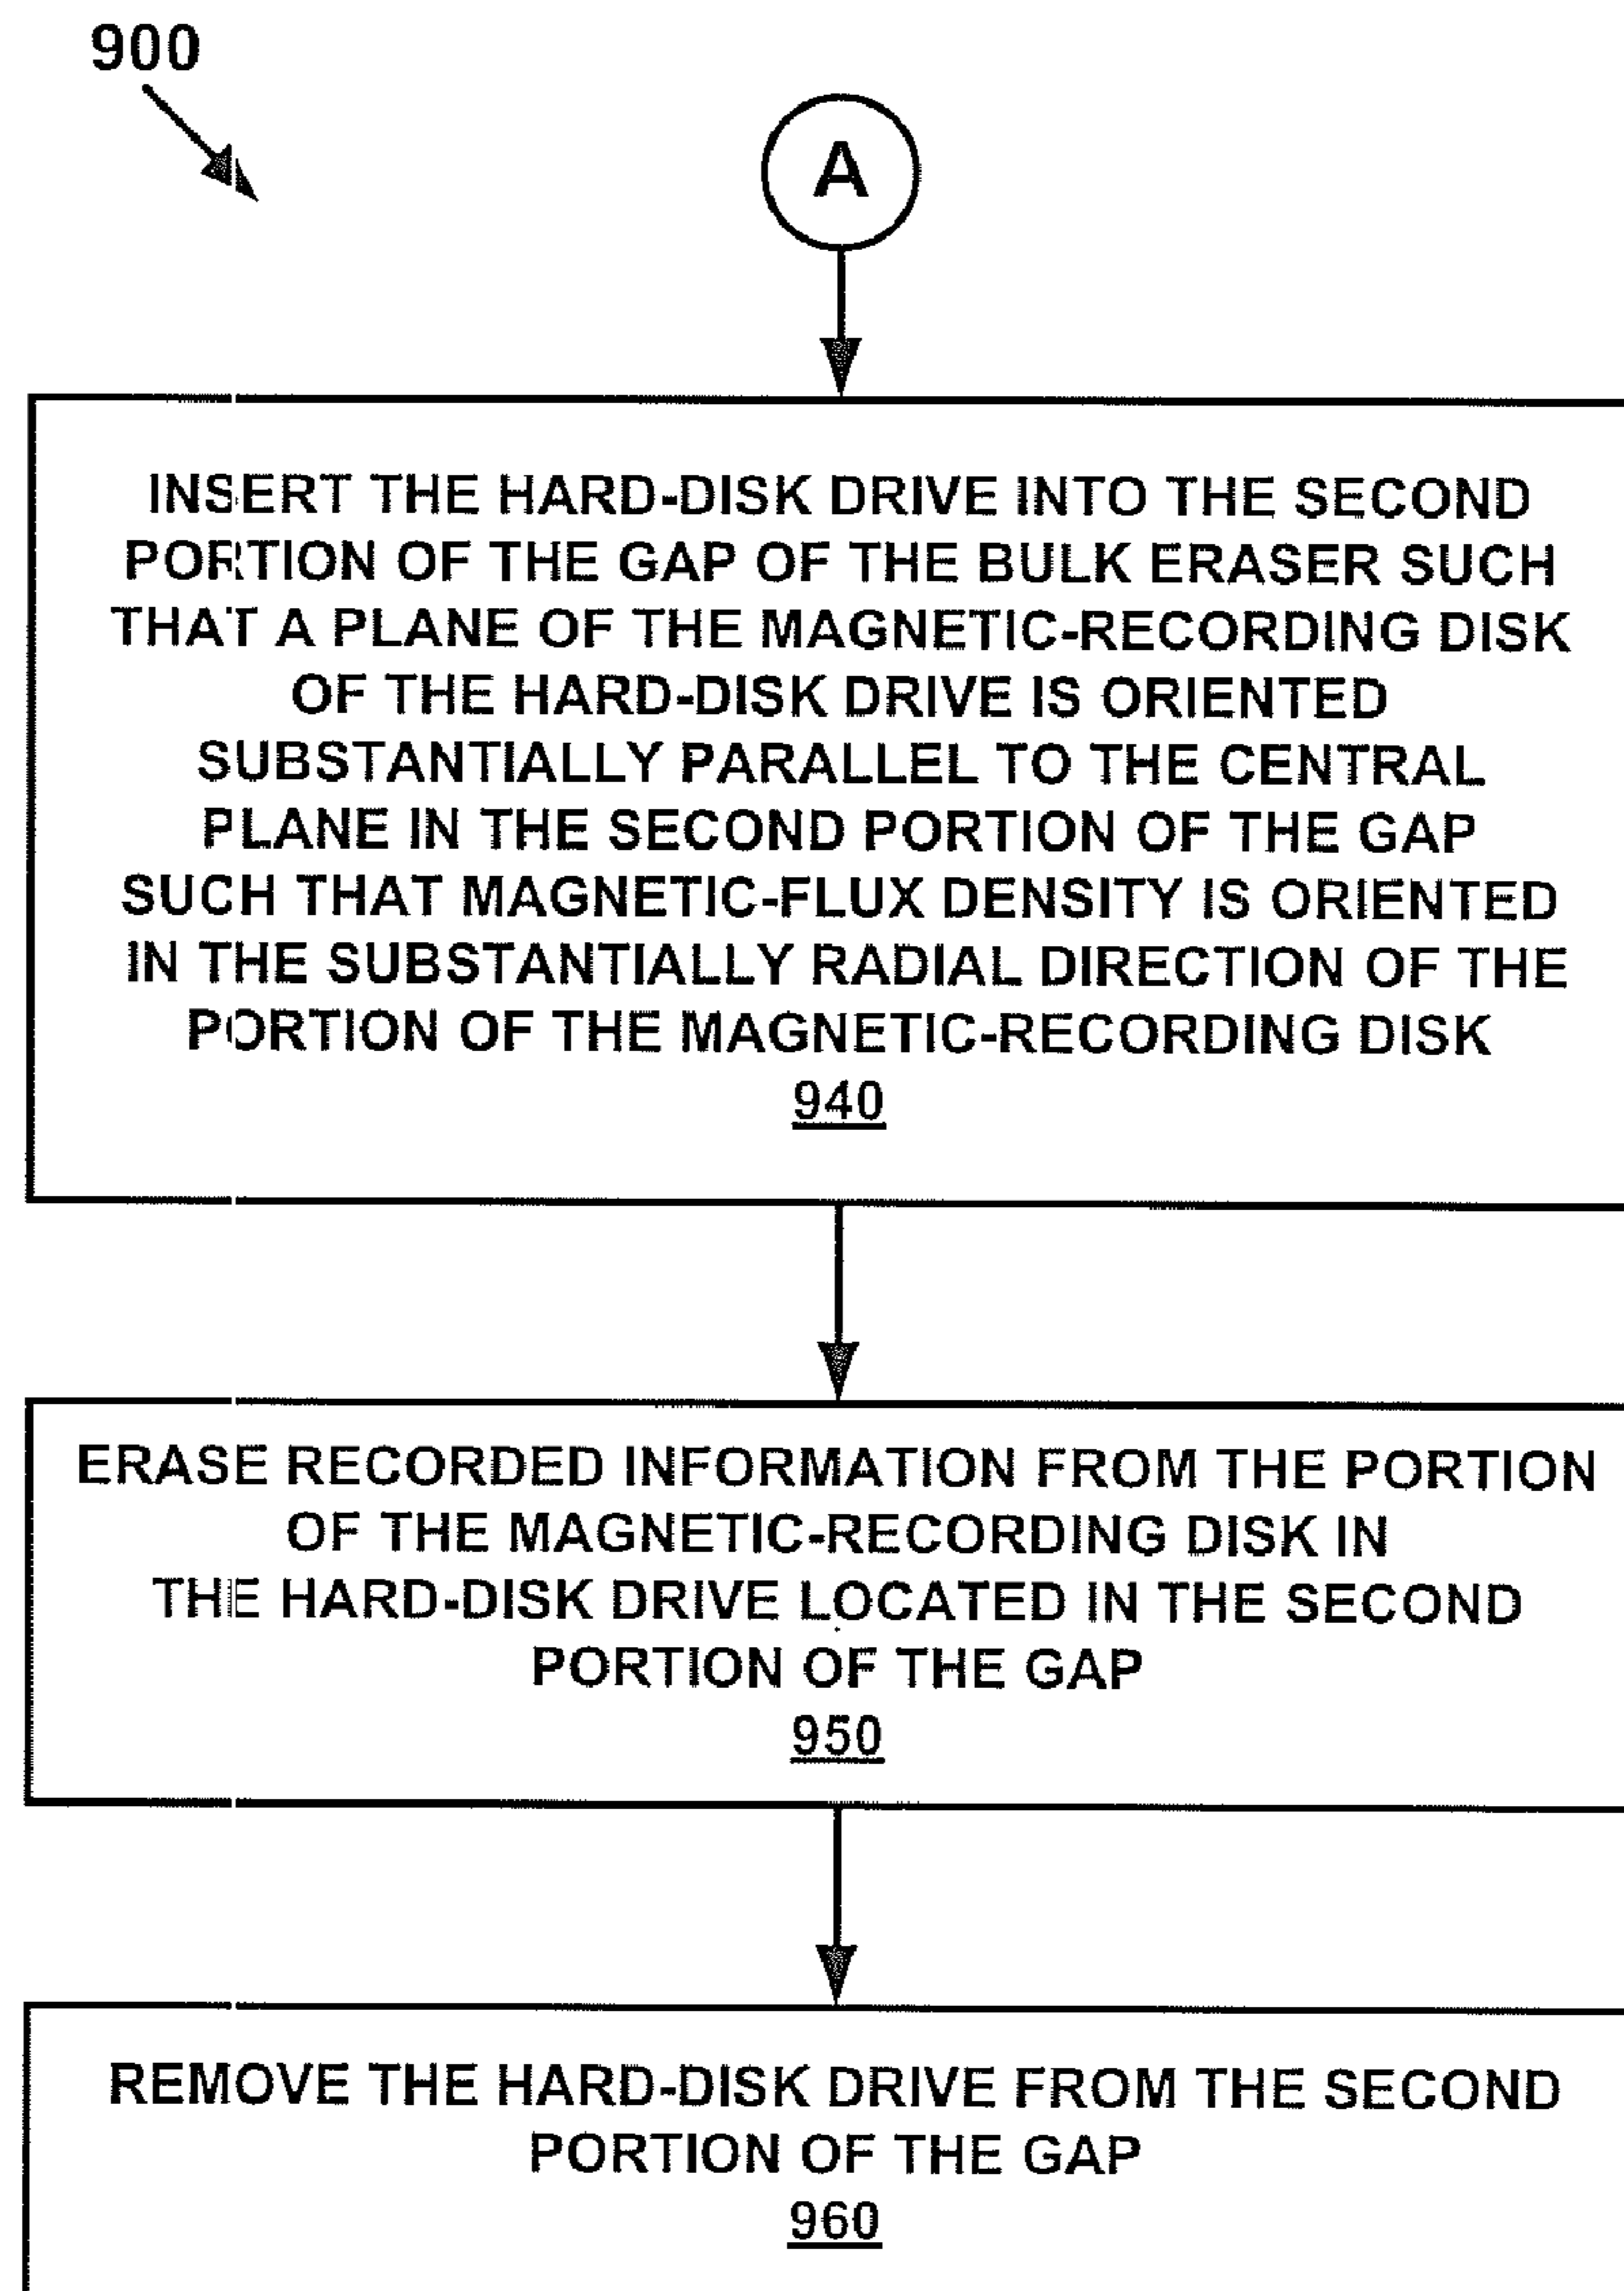 900
A
INSERT THE HARD-DISK DRIVE INTO THE SECOND
PORTION OF THE GAP OF THE BULK ERASER SUCH
THAT A PLANE OF THE MAGNETIC-RECORDING DISK
OF THE HARD-DISK DRIVE IS ORIENTED
SUBSTANTIALLY PARALLEL TO THE CENTRAL
PLANE IN THE SECOND PORTION OF THE GAP
SUCH THAT MAGNETIC-FLUX DENSITY IS ORIENTED
IN THE SUBSTANTIALLY RADIAL DIRECTION OF THE
PORTION OF THE MAGNETIC-RECORDING DISK
940
ERASE RECORDED INFORMATION FROM THE PORTION
OF THE MAGNETIC-RECORDING DISK IN
THE HARD-DISK DRIVE LOCATED IN THE SECOND
PORTION OF THE GAP
950
REMOVE THE HARD-DISK DRIVE FROM THE SECOND
PORTION OF THE GAP
960